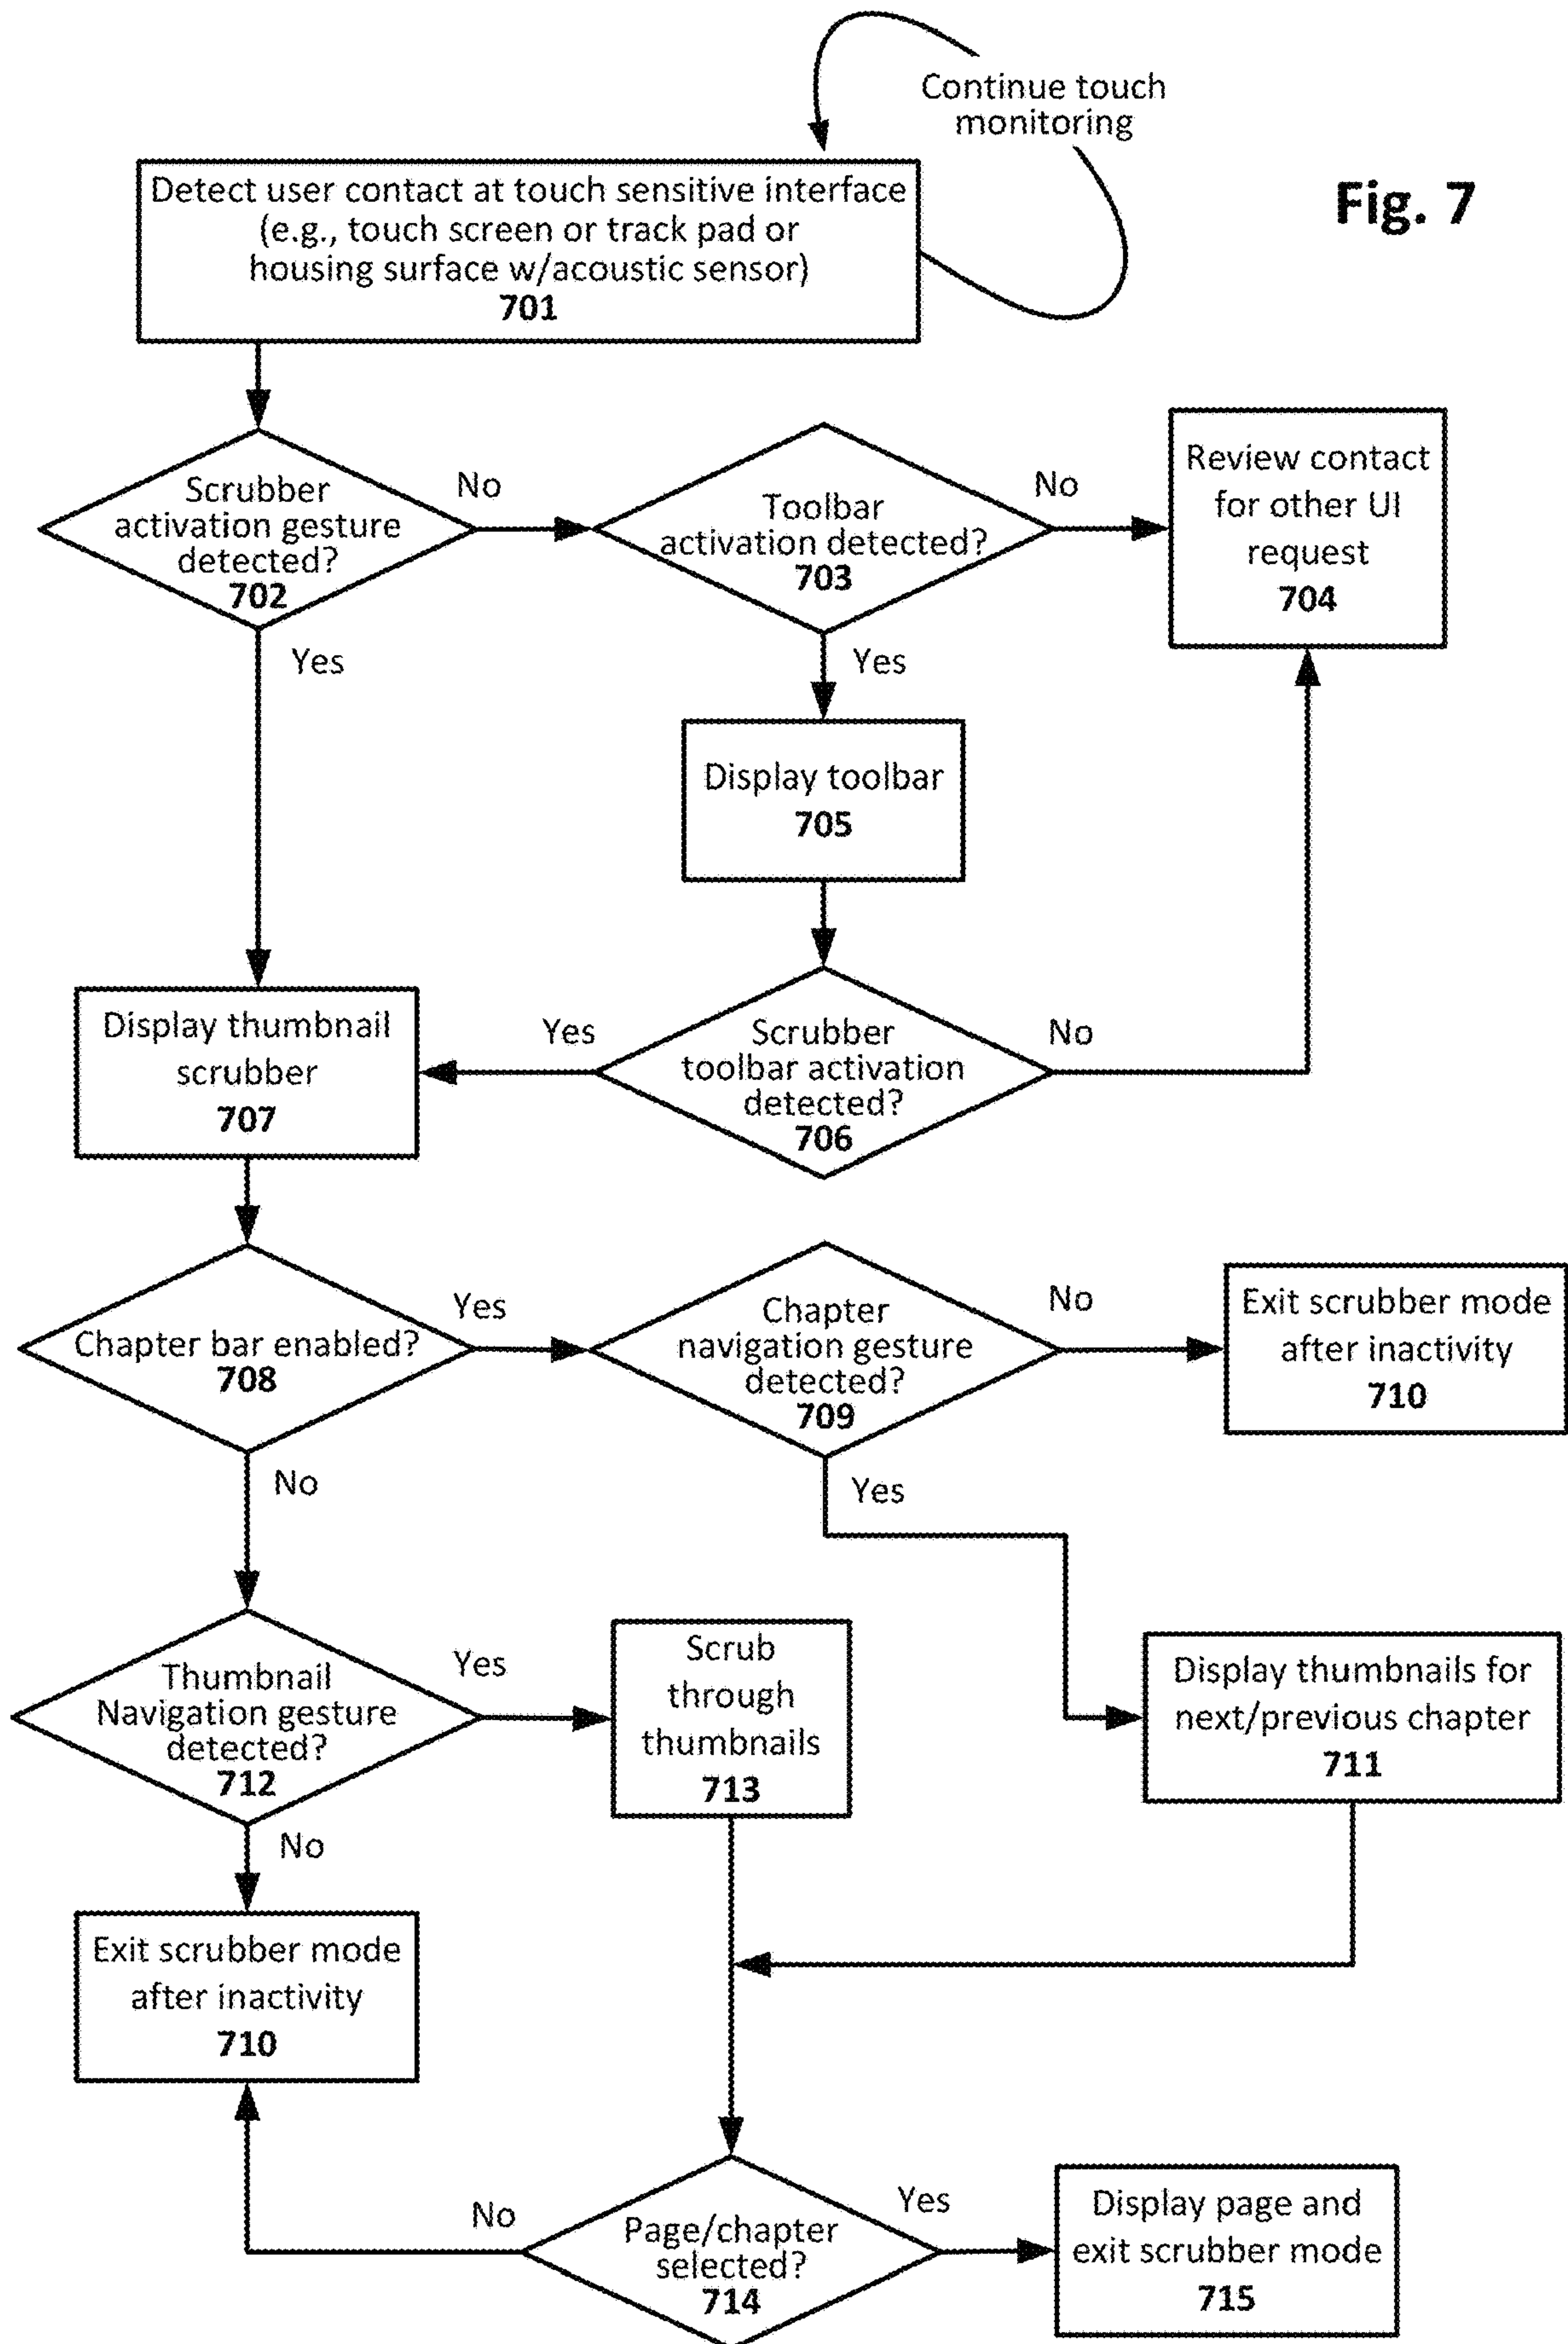 Continue touch
monitoring
Fig. 7
Detect user contact at touch sensitive interface
(e.g., touch screen or track pad or
housing surface w/acoustic sensor)
701
Scrubber
activation gesture
detected?
702
No
Toolbar
activation detected?
703
No
Review contact
for other UI
request
704
Yes
Yes
Display toolbar
705
Display thumbnail
scrubber
707
Yes
Scrubber
toolbar activation
detected?
706
No
Chapter bar enabled?
708
Yes
Chapter
navigation gesture
detected?
709
No
Exit scrubber mode
after inactivity
710
No
Yes
Thumbnail
Navigation gesture
detected?
712
Yes
Scrub
through
thumbnails
713
Display thumbnails for
next/previous chapter
711
No
Exit scrubber mode
after inactivity
710
No
Page/chapter
selected?
714
Yes
Display page and
exit scrubber mode
715